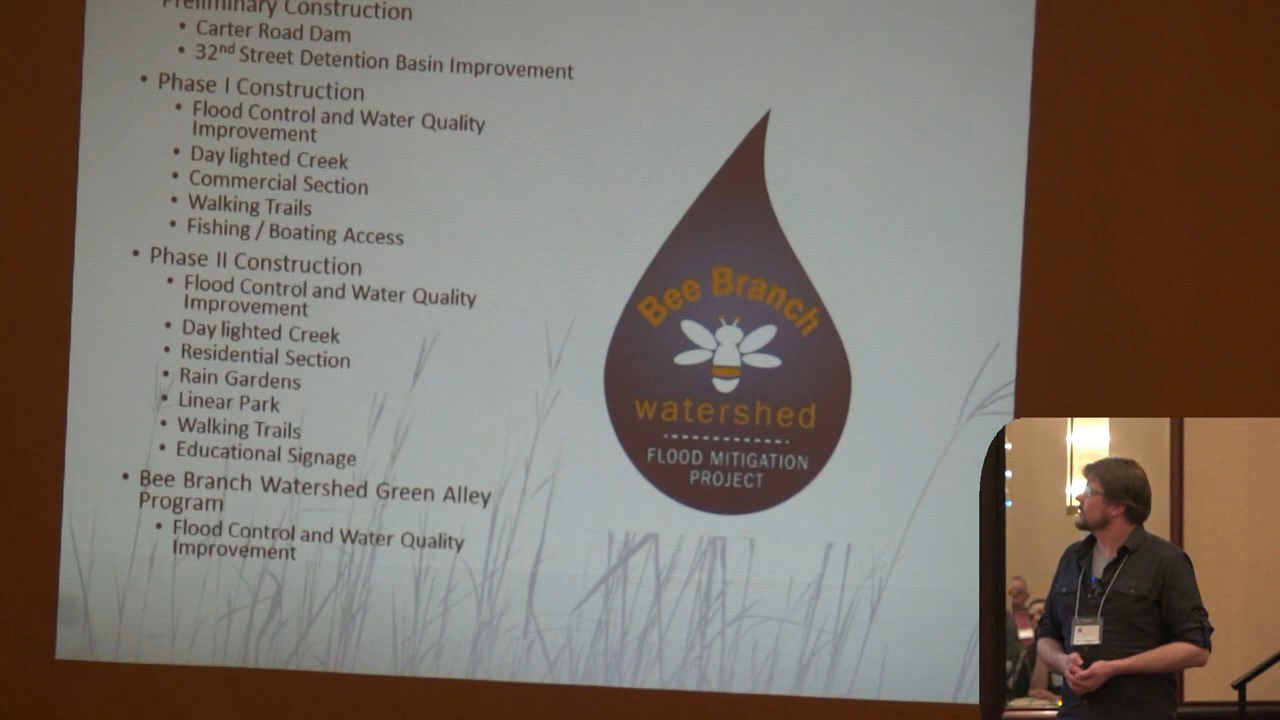 Preliminary Construction
• Carter Road Dam
• 32nd Street Detention Basin Improvement
• Phase I Construction
• Flood Control and Water Quality
Improvement
• Day lighted Creek
• Commercial Section
• Walking Trails
• Fishing / Boating Access
• Phase II Construction
• Flood Control and Water Quality
Improvement
• Day lighted Creek
• Residential Section
• Rain Gardens
• Linear Park
• Walking Trails
• Educational Signage
• Bee Branch Watershed Green Alley
Program
• Flood Control and Water Quality
Improvement
Bee Branch
watershed
FLOOD MITIGATION
PROJECT